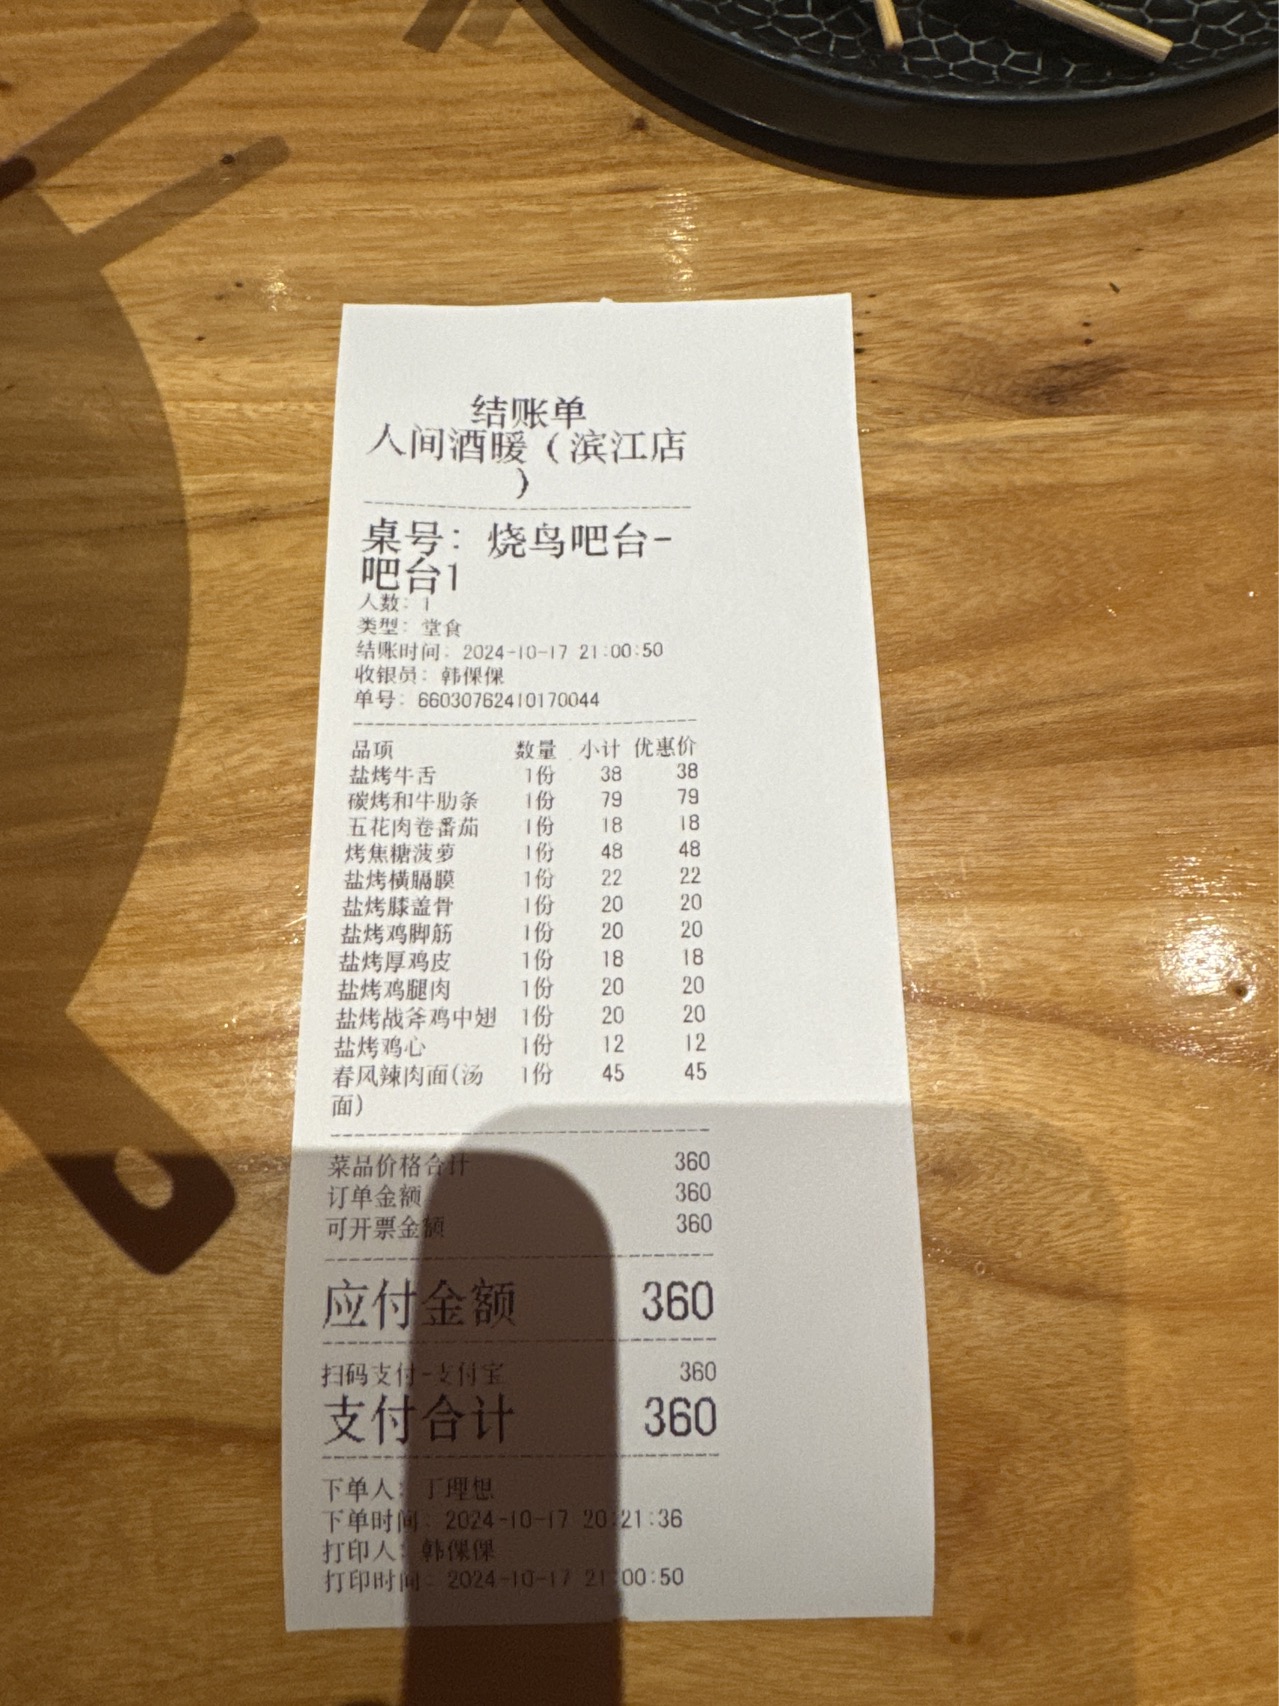 结账单
人间酒暖（滨江店
）
桌号：烧鸟吧台-
吧台1
人数：1
类型：堂食
结账时间：2024-10-17 21:00:50
收银员：韩倮倮
单号：66030762410170044
品项 数量 小计 优惠价
盐烤牛舌 1份 38 38
碳烤和牛肋条 1份 79 79
五花肉卷番茄 1份 18 18
烤焦糖菠萝 1份 48 48
盐烤横膈膜 1份 22 22
盐烤膝盖骨 1份 20 20
盐烤鸡脚筋 1份 20 20
盐烤厚鸡皮 1份 18 18
盐烤鸡腿肉 1份 20 20
盐烤战斧鸡中翅 1份 20 20
盐烤鸡心 1份 12 12
春风辣肉面(汤 1份 45 45
面)
菜品价格合计 360
订单金额 360
可开票金额 360
应付金额 360
扫码支付-支付宝 360
支付合计 360
下单人：丁理想
下单时间：2024-10-17 20:21:36
打印人：韩倮倮
打印时间：2024-10-17 21:00:50